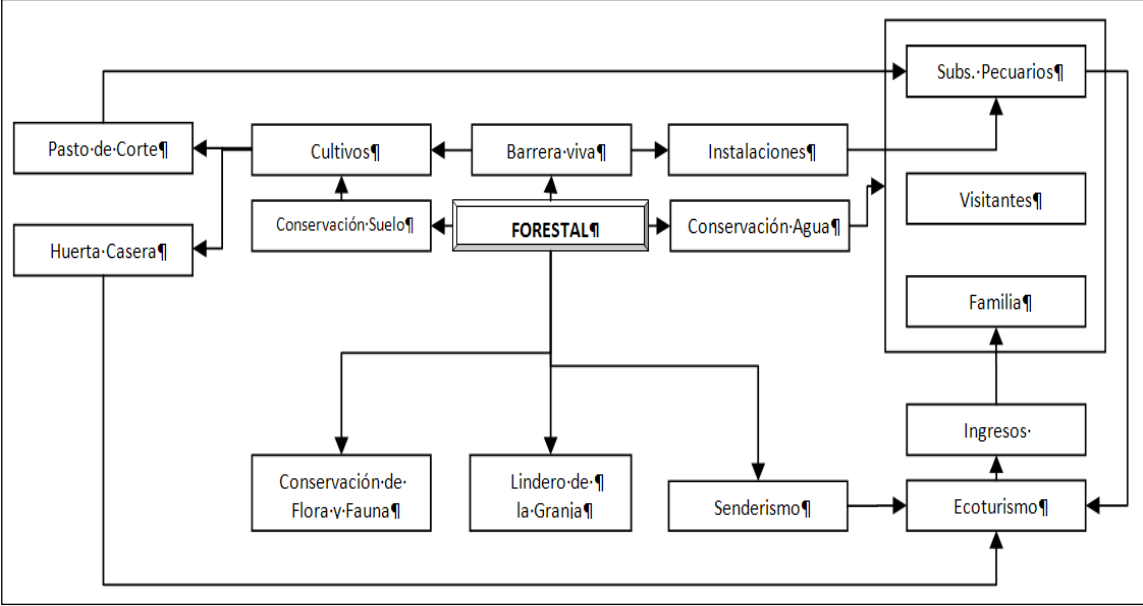 Subs.·Pecuarios¶
Pasto·de·Corte¶
Cultivos¶
Barrera·viva¶
Instalaciones¶
Visitantes¶
Conservación·Suelo¶
FORESTAL¶
Conservación·Agua¶
Huerta·Casera¶
Familia¶
Ingresos·
Conservación·de·
Flora·y·Fauna¶
Lindero·de·¶
la·Granja¶
Senderismo¶
Ecoturismo¶